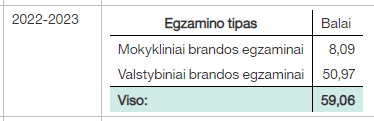 2022-2023
Egzamino tipas Balai
Mokykliniai brandos egzaminai 8,09
Valstybiniai brandos egzaminai 50,97
Viso: 59,06